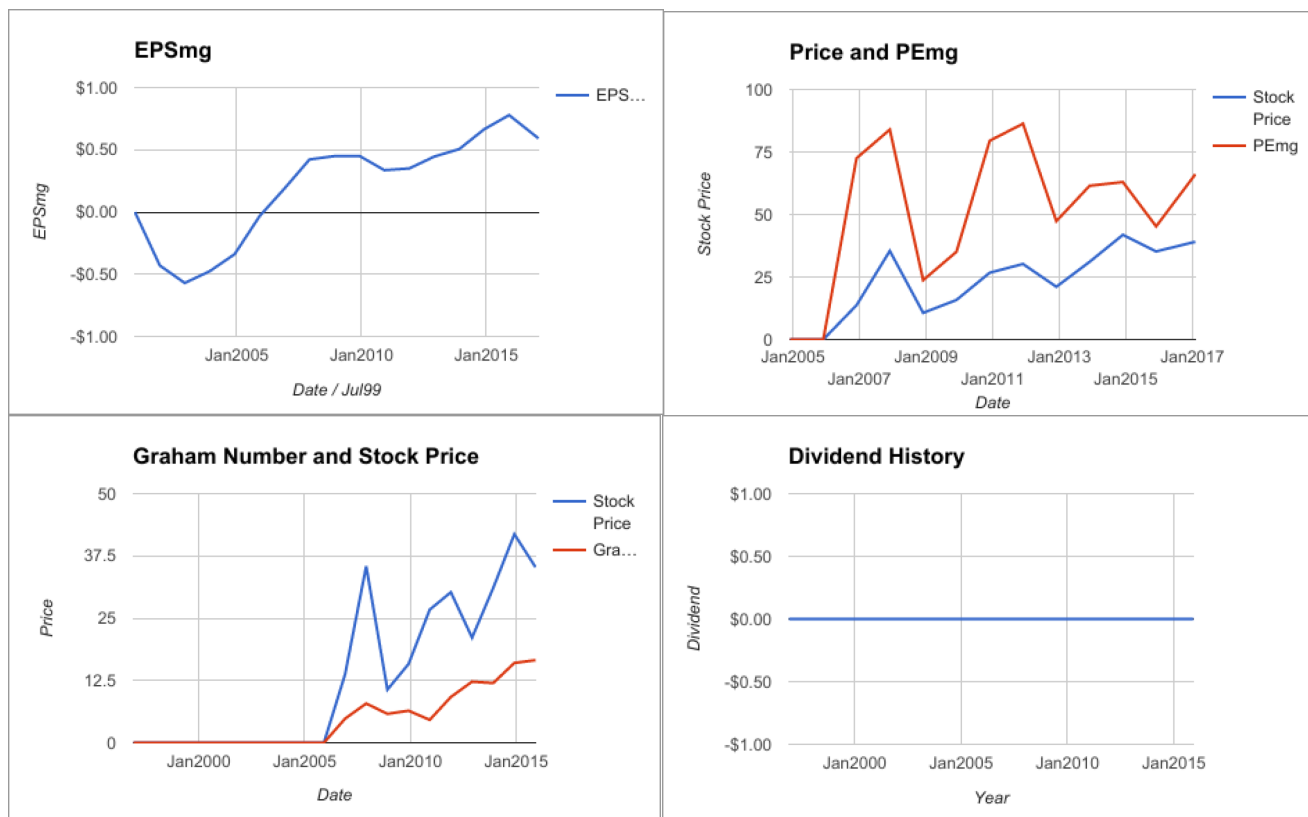 EPSmg
$1.00
$0.50
$0.00
-$0.50
-$1.00
EPSmg
Jan2005
Jan2010
Jan2015
Date / Jul99
EPS…
Price and PEmg
100
75
50
25
0
Stock Price
Jan2005
Jan2009
Jan2013
Jan2017
Jan2007
Jan2011
Jan2015
Date
Stock
Price
PEmg
Graham Number and Stock Price
50
37.5
25
12.5
0
Price
Jan2000
Jan2005
Jan2010
Jan2015
Date
Stock
Price
Gra…
Dividend History
$1.00
$0.50
$0.00
-$0.50
-$1.00
Dividend
Jan2000
Jan2005
Jan2010
Jan2015
Year